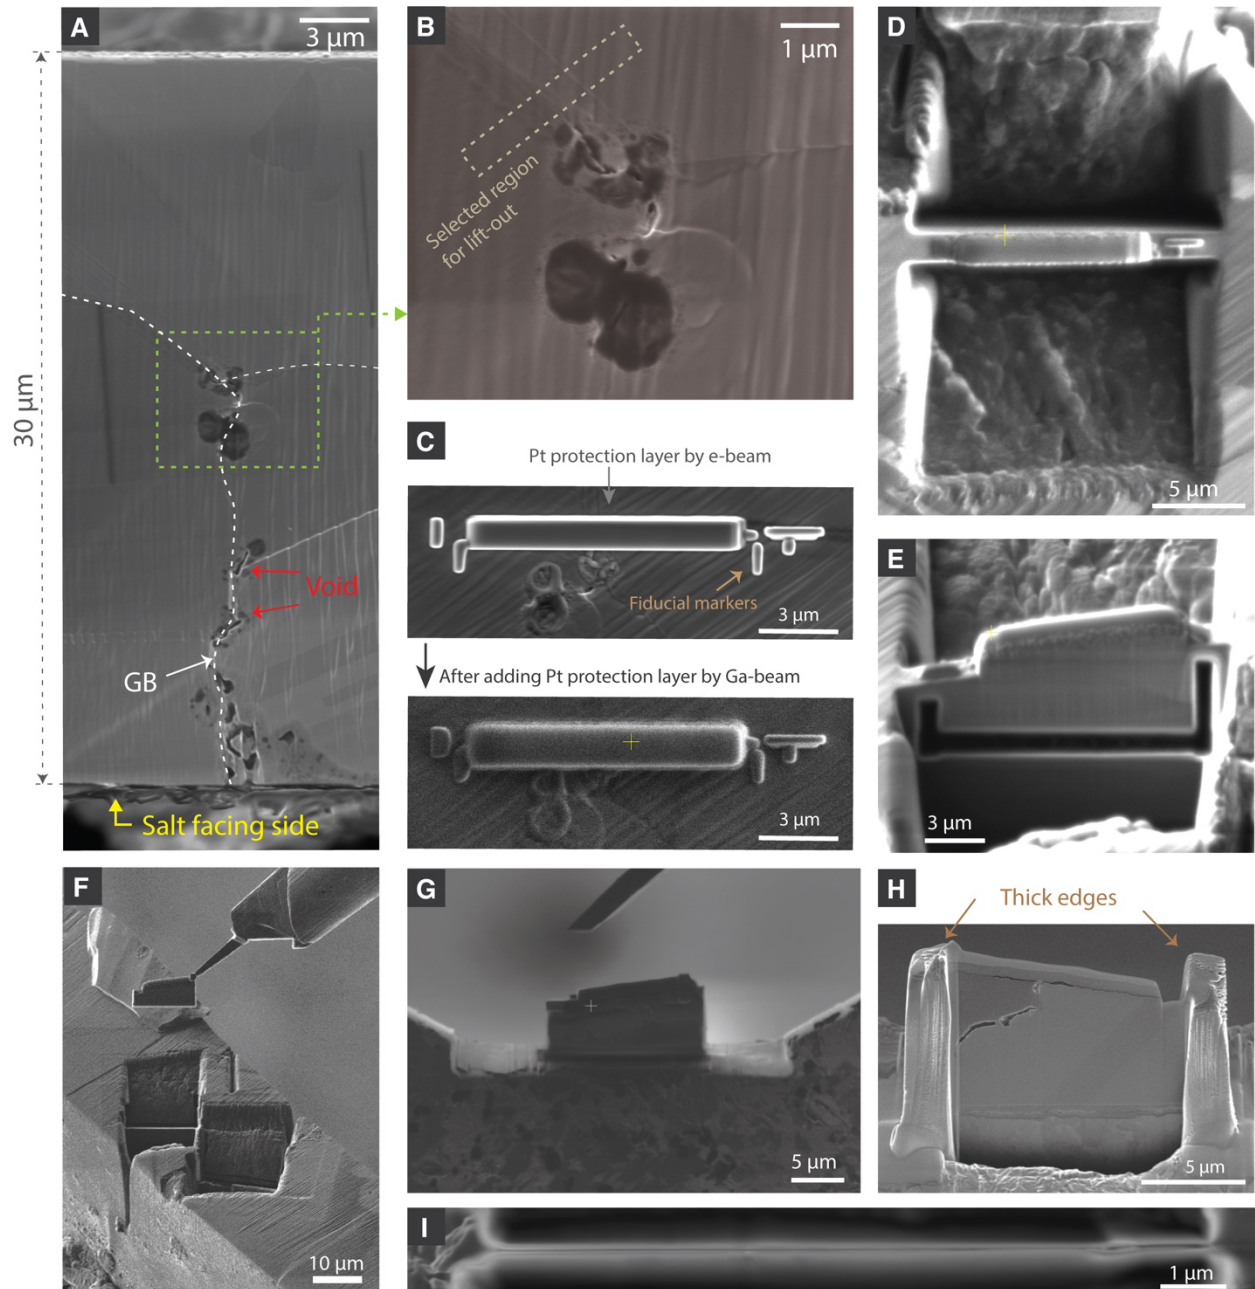 A
3 μm
30 μm
Void
GB
Salt facing side
B
1 μm
Selected region
for lift-out
C
Pt protection layer by e-beam
Fiducial markers
3 μm
After adding Pt protection layer by Ga-beam
3 μm
D
5 μm
E
3 μm
F
10 μm
G
5 μm
H
Thick edges
5 μm
I
1 μm